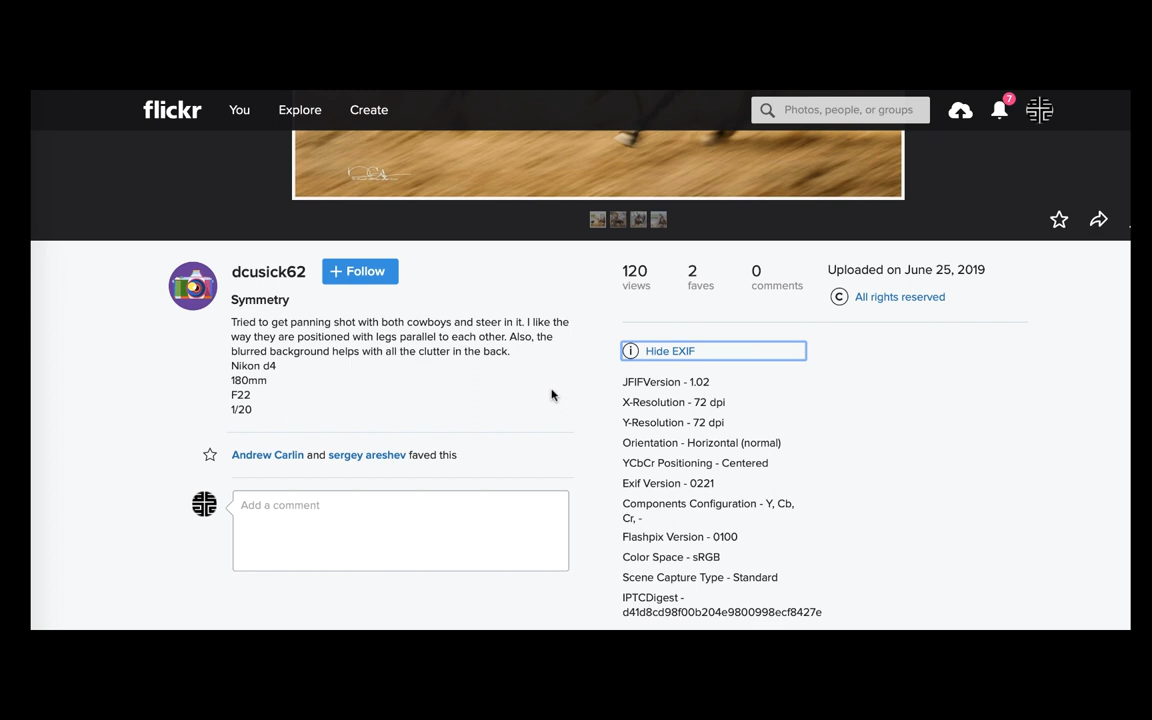 flickr You Explore Create Photos, people, or groups 7
dcusick62 + Follow
Symmetry
Tried to get panning shot with both cowboys and steer in it. I like the
way they are positioned with legs parallel to each other. Also, the
blurred background helps with all the clutter in the back.
Nikon d4
180mm
F22
1/20
Andrew Carlin and sergey areshev faved this
Add a comment
120 2 0
views faves comments
Uploaded on June 25, 2019
C All rights reserved
i Hide EXIF
JFIFVersion - 1.02
X-Resolution - 72 dpi
Y-Resolution - 72 dpi
Orientation - Horizontal (normal)
YCbCr Positioning - Centered
Exif Version - 0221
Components Configuration - Y, Cb,
Cr, -
Flashpix Version - 0100
Color Space - sRGB
Scene Capture Type - Standard
IPTCDigest -
d41d8cd98f00b204e9800998ecf8427e